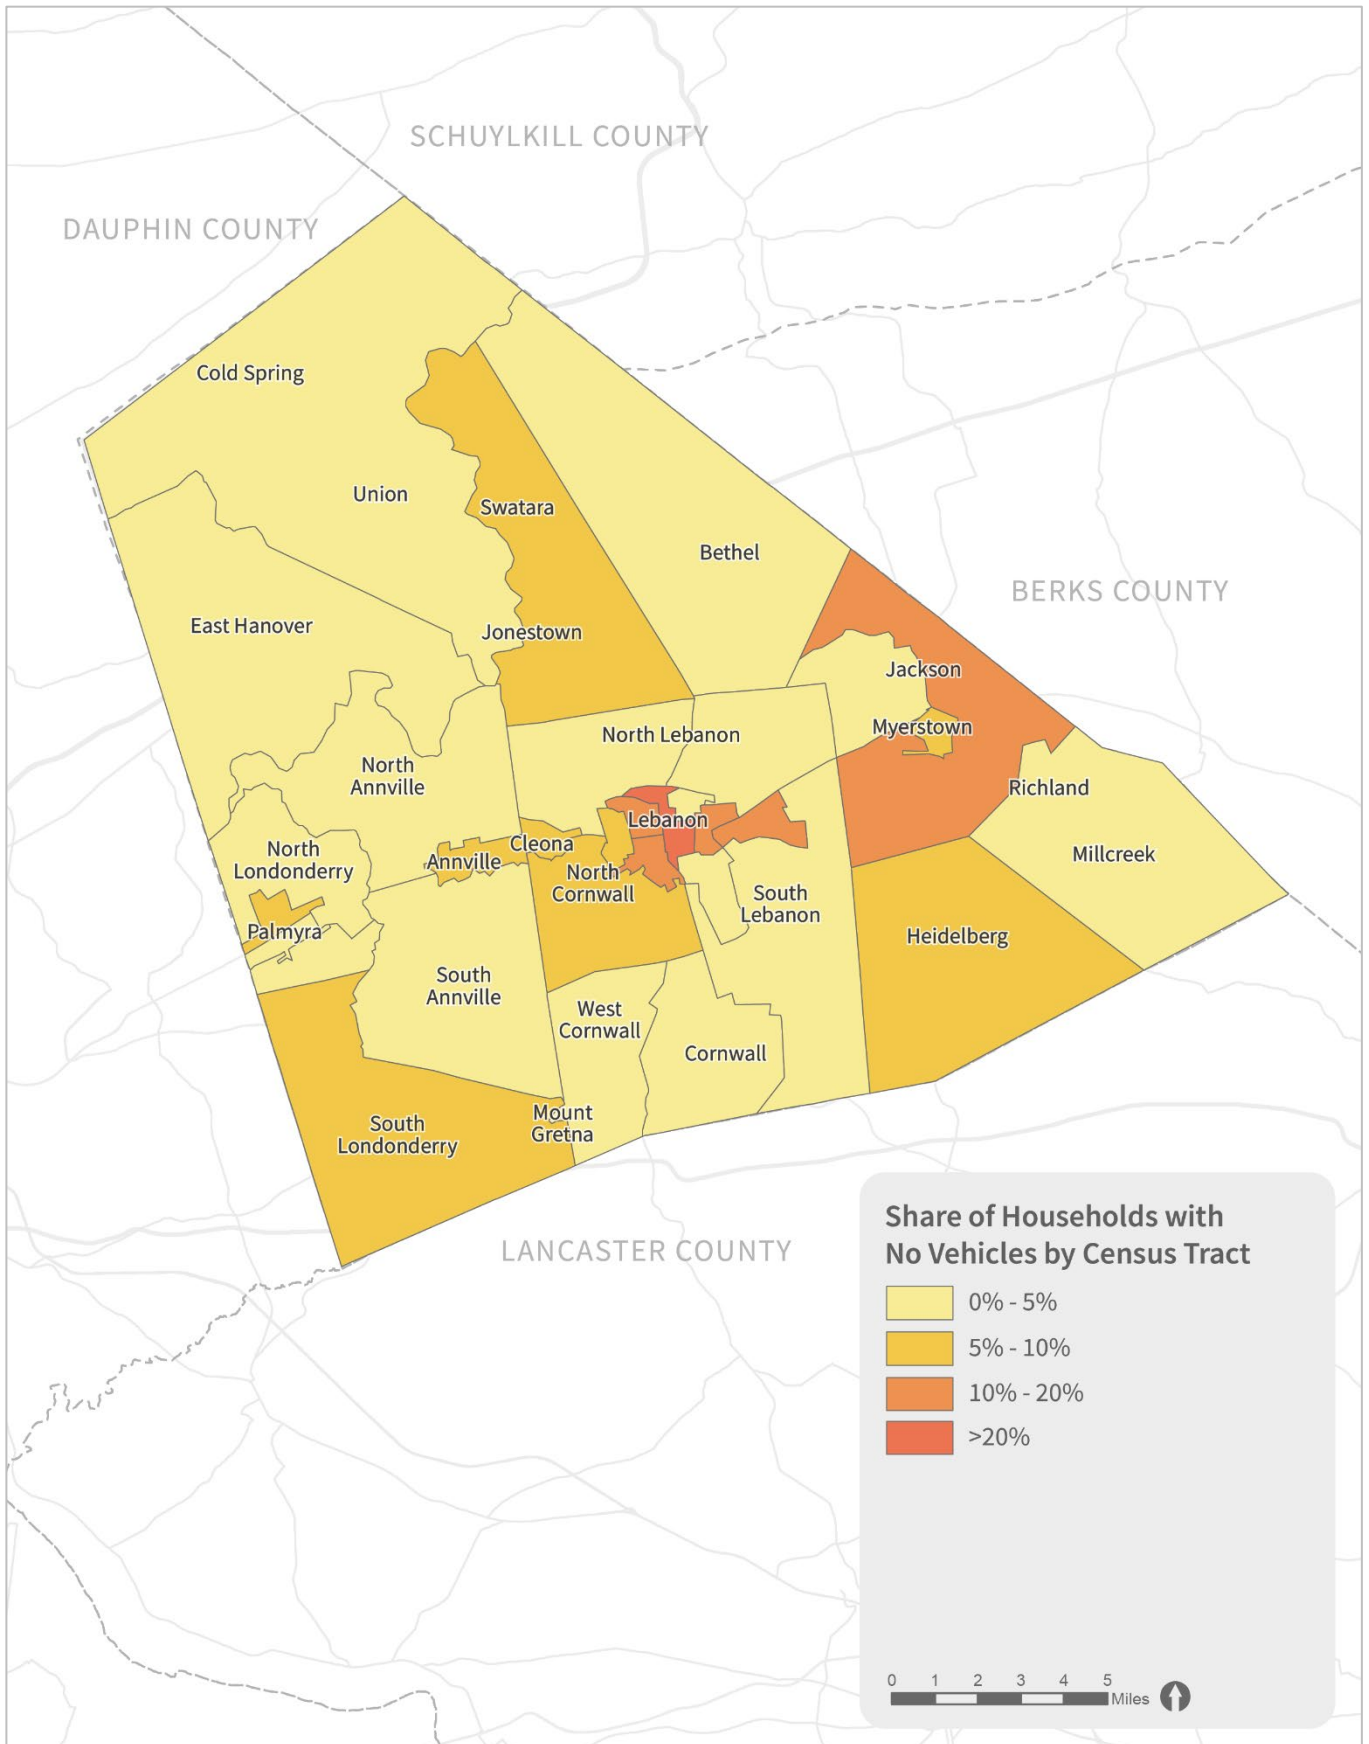 SCHUYLKILL COUNTY
DAUPHIN COUNTY
Cold Spring
Union
Swatara
Bethel
BERKS COUNTY
East Hanover
Jonestown
Jackson
Myerstown
North Lebanon
North
Annville
Richland
Lebanon
Cleona
North
Londonderry
Annville
Millcreek
North
Cornwall
South
Lebanon
Palmyra
Heidelberg
South
Annville
West
Cornwall
Cornwall
South
Londonderry
Mount
Gretna
LANCASTER COUNTY
Share of Households with
No Vehicles by Census Tract
0% - 5%
5% - 10%
10% - 20%
>20%
0 1 2 3 4 5
Miles